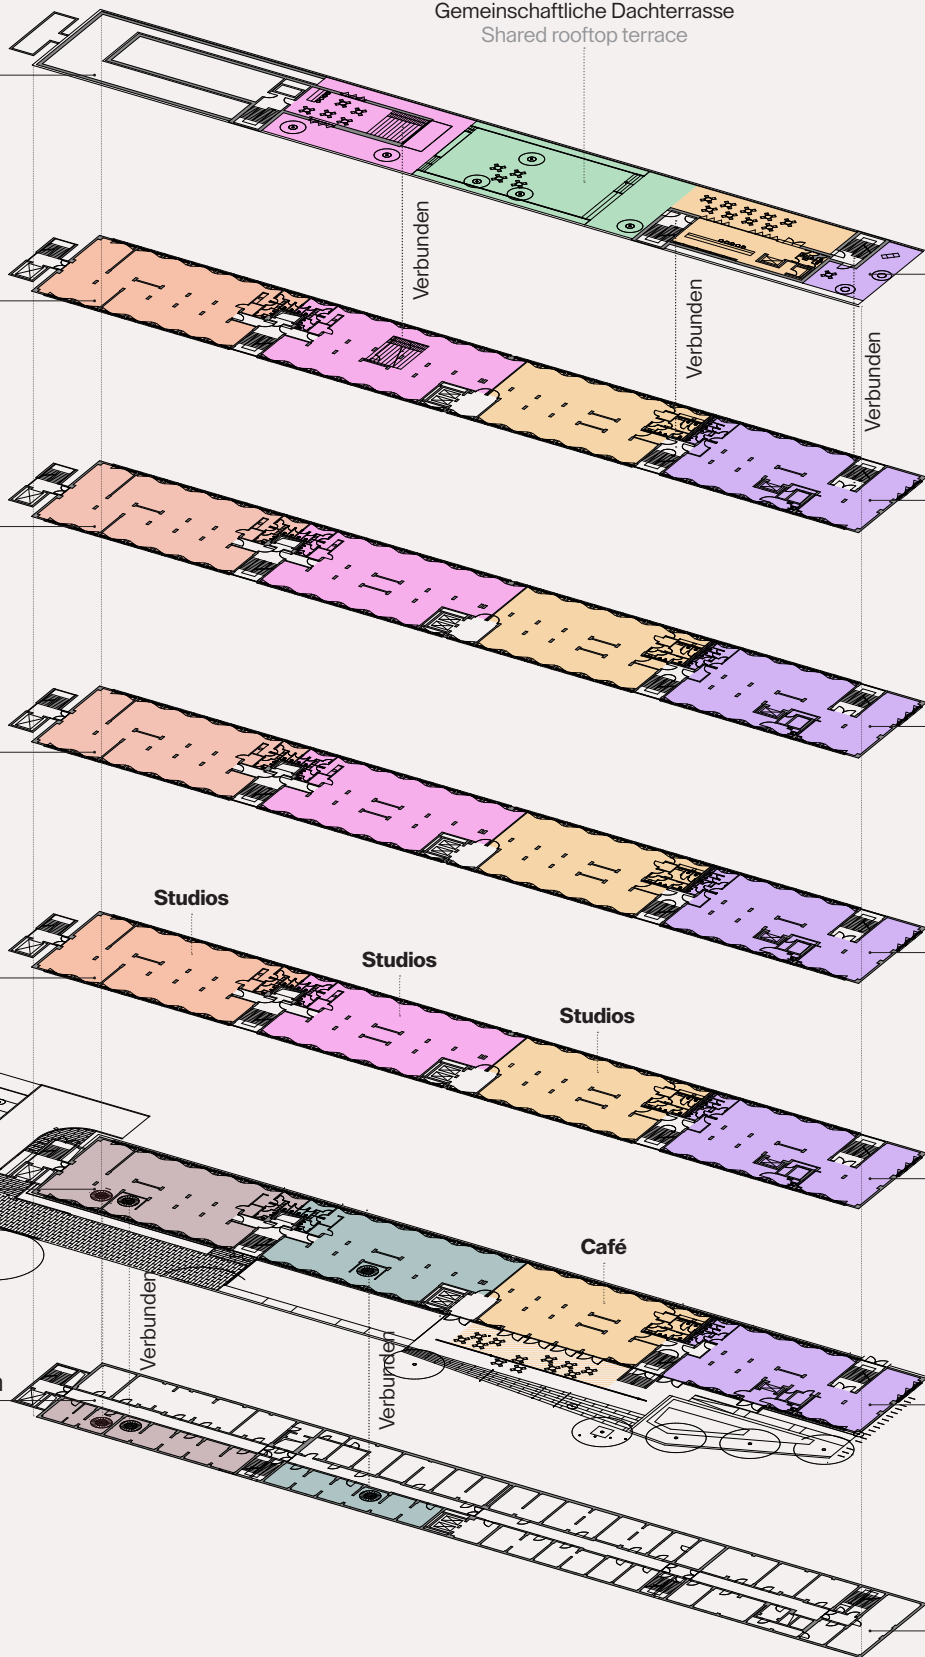 Gemeinschaftliche Dachterrasse
Shared rooftop terrace
Verbunden
Verbunden
Verbunden
Studios
Studios
Studios
Café
Verbunden
Verbunden
n